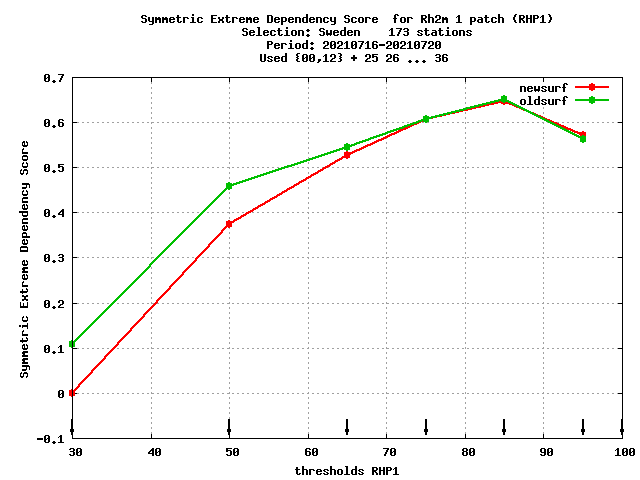 Symmetric Extreme Dependency Score  for Rh2m 1 patch (RHP1)
Selection: Sweden    173 stations
Period: 20210716-20210720
Used {00,12} + 25 26 ... 36
newsurf
oldsurf
Symmetric Extreme Dependency Score
0.7
0.6
0.5
0.4
0.3
0.2
0.1
0
-0.1
30 40 50 60 70 80 90 100
thresholds RHP1